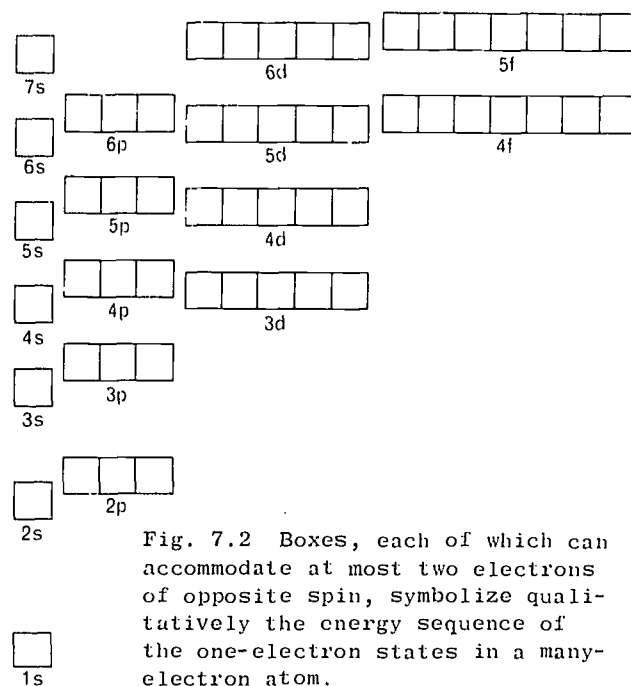 6d 5f
7s
6p 5d 4f
6s
5p 4d
5s
4p 3d
4s
3p
3s
2p
2s
Fig. 7.2 Boxes, each of which can
accommodate at most two electrons
of opposite spin, symbolize quali-
tatively the energy sequence of
the one-electron states in a many-
electron atom.
1s